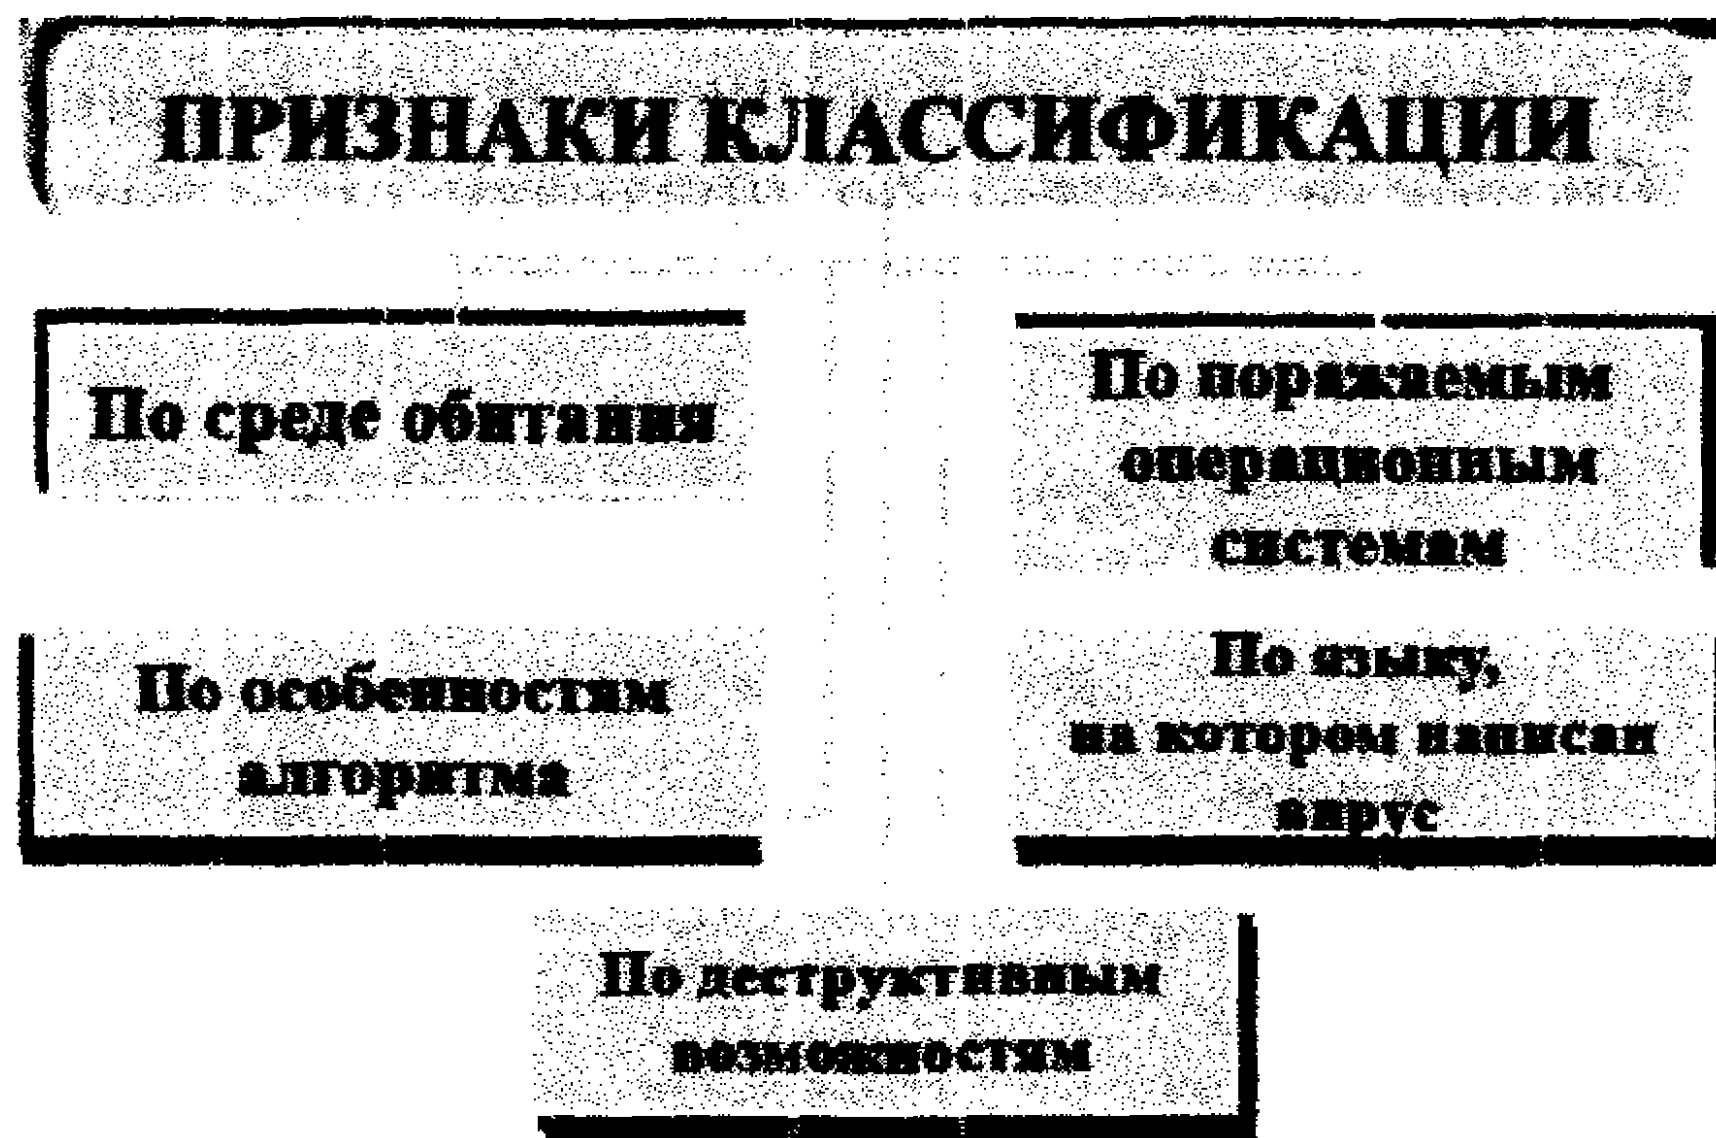 ПРИЗНАКИ КЛАССИФИКАЦИИ
По среде обитания
По поражаемым
операционным
системам
По особенностям
алгоритма
По языку,
на котором написан
вирус
По деструктивным
возможностям